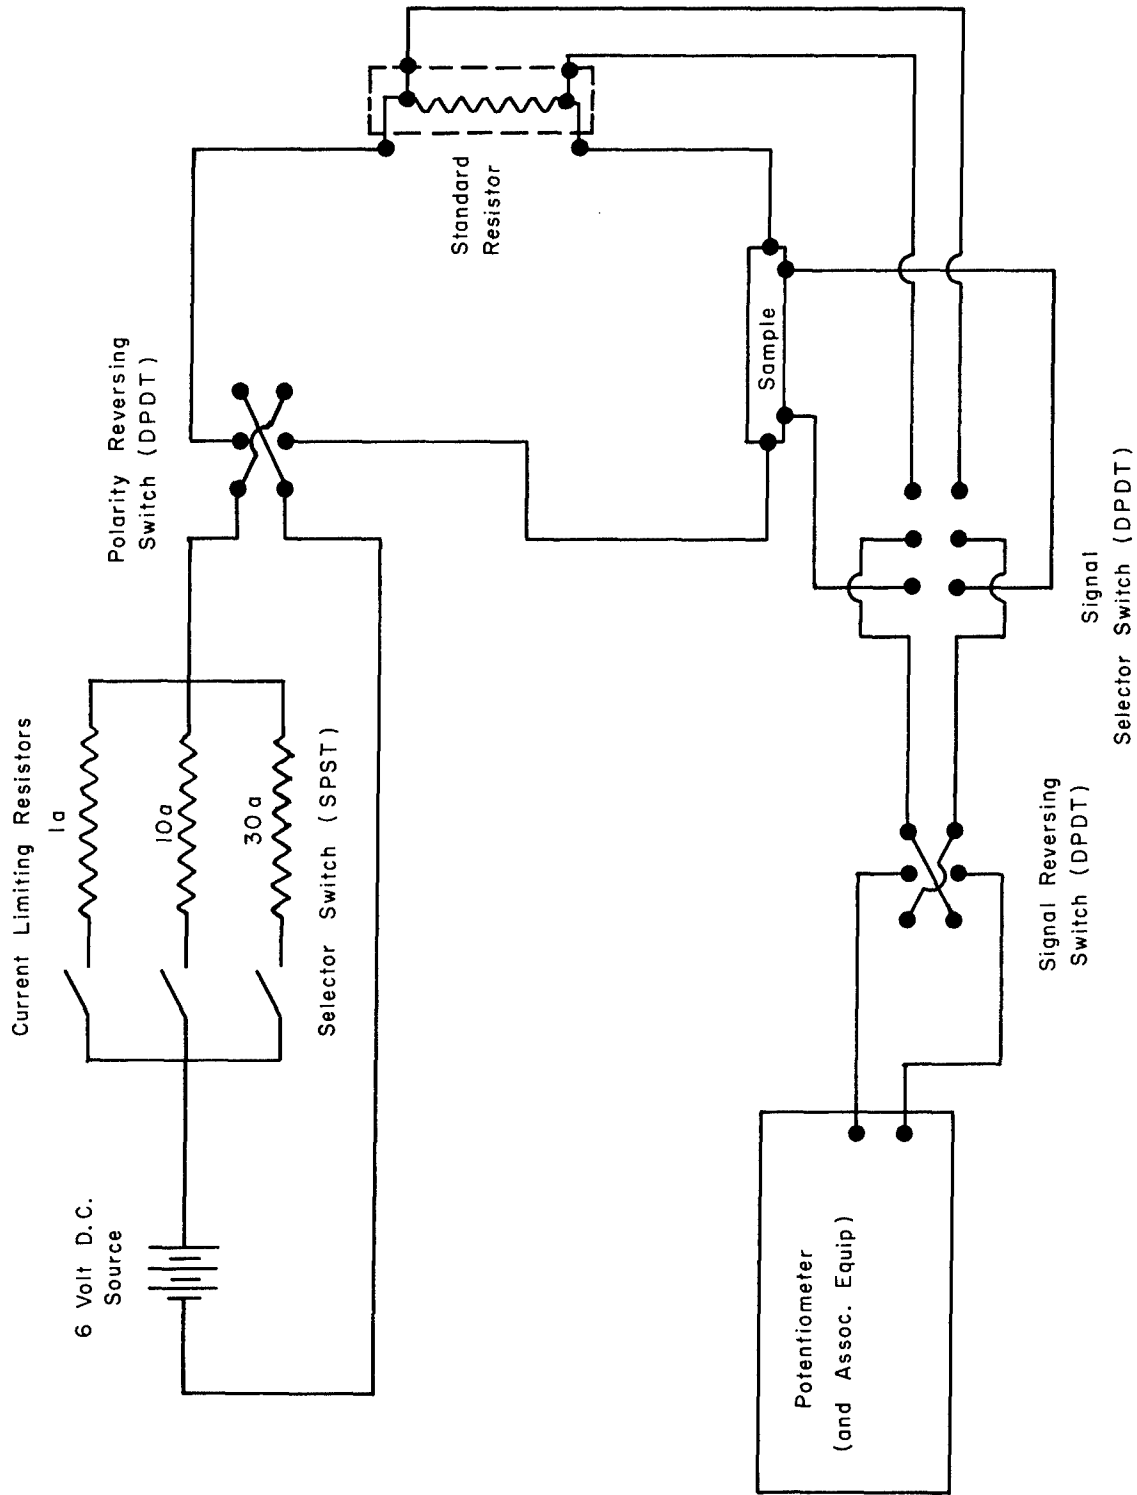 6 Volt D.C.
Source
Current Limiting Resistors
1a
10a
30a
Selector Switch (SPST)
Polarity Reversing
Switch (DPDT)
Standard
Resistor
Sample
Potentiometer
(and Assoc. Equip)
Signal Reversing
Switch (DPDT)
Signal
Selector Switch (DPDT)